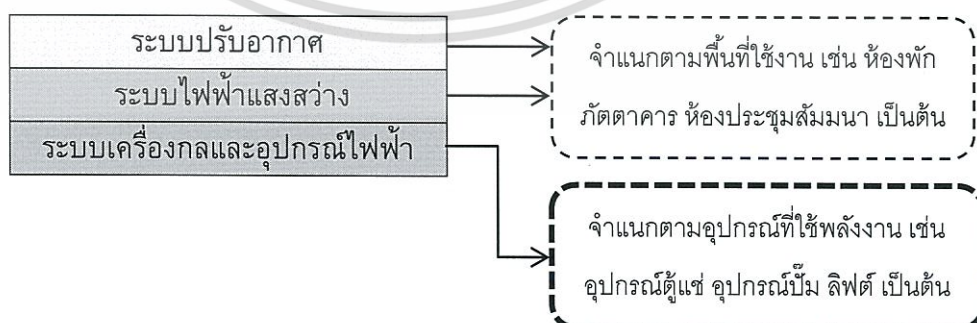 ระบบปรับอากาศ
ระบบไฟฟ้าแสงสว่าง
ระบบเครื่องกลและอุปกรณ์ไฟฟ้า
จำแนกตามพื้นที่ใช้งาน เช่น ห้องพัก
ภัตตาคาร ห้องประชุมสัมมนา เป็นต้น
จำแนกตามอุปกรณ์ที่ใช้พลังงาน เช่น
อุปกรณ์ตู้แช่ อุปกรณ์ปั๊ม ลิฟต์ เป็นต้น